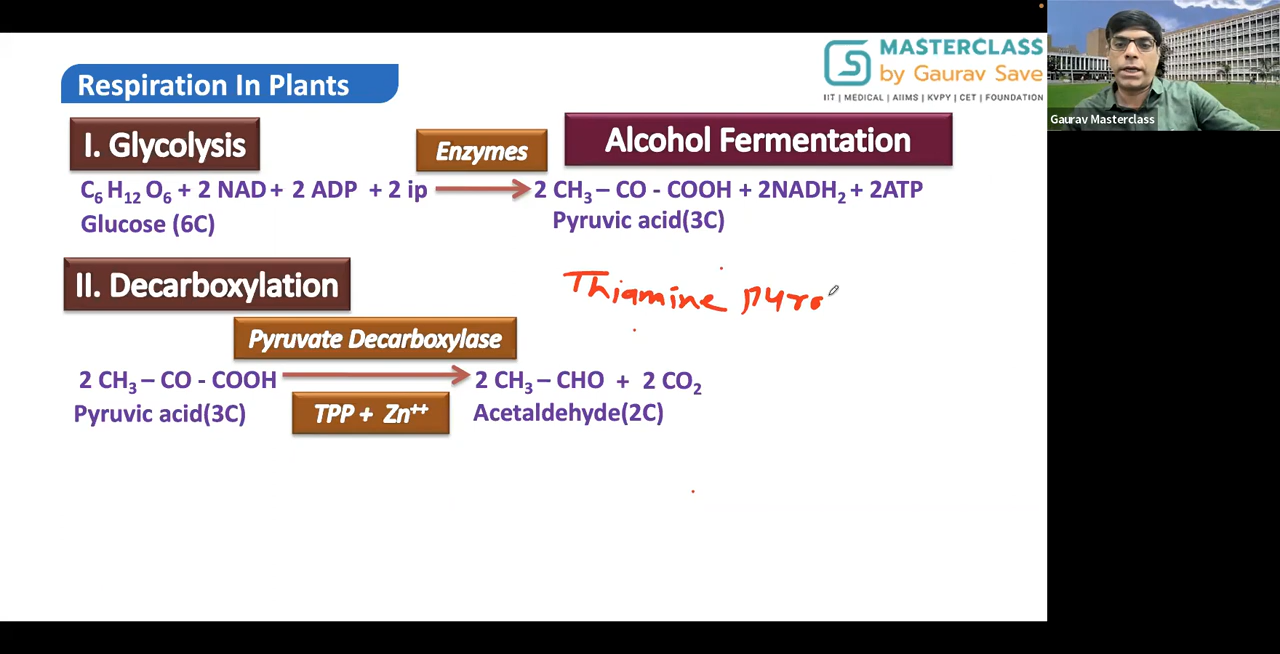 MASTERCLASS
by Gaurav Save
IIT | MEDICAL | AIIMS | KVPY | CET | FOUNDATION
Gaurav Masterclass
Respiration In Plants
I. Glycolysis
Enzymes
Alcohol Fermentation
C₆ H₁₂ O₆ + 2 NAD + 2 ADP + 2 ip ⟶ 2 CH₃ – CO - COOH + 2NADH₂ + 2ATP
Glucose (6C) Pyruvic acid(3C)
II. Decarboxylation
Thiamine pyro
Pyruvate Decarboxylase
2 CH₃ – CO - COOH ⟶ 2 CH₃ – CHO + 2 CO₂
Pyruvic acid(3C) TPP + Zn⁺⁺ Acetaldehyde(2C)